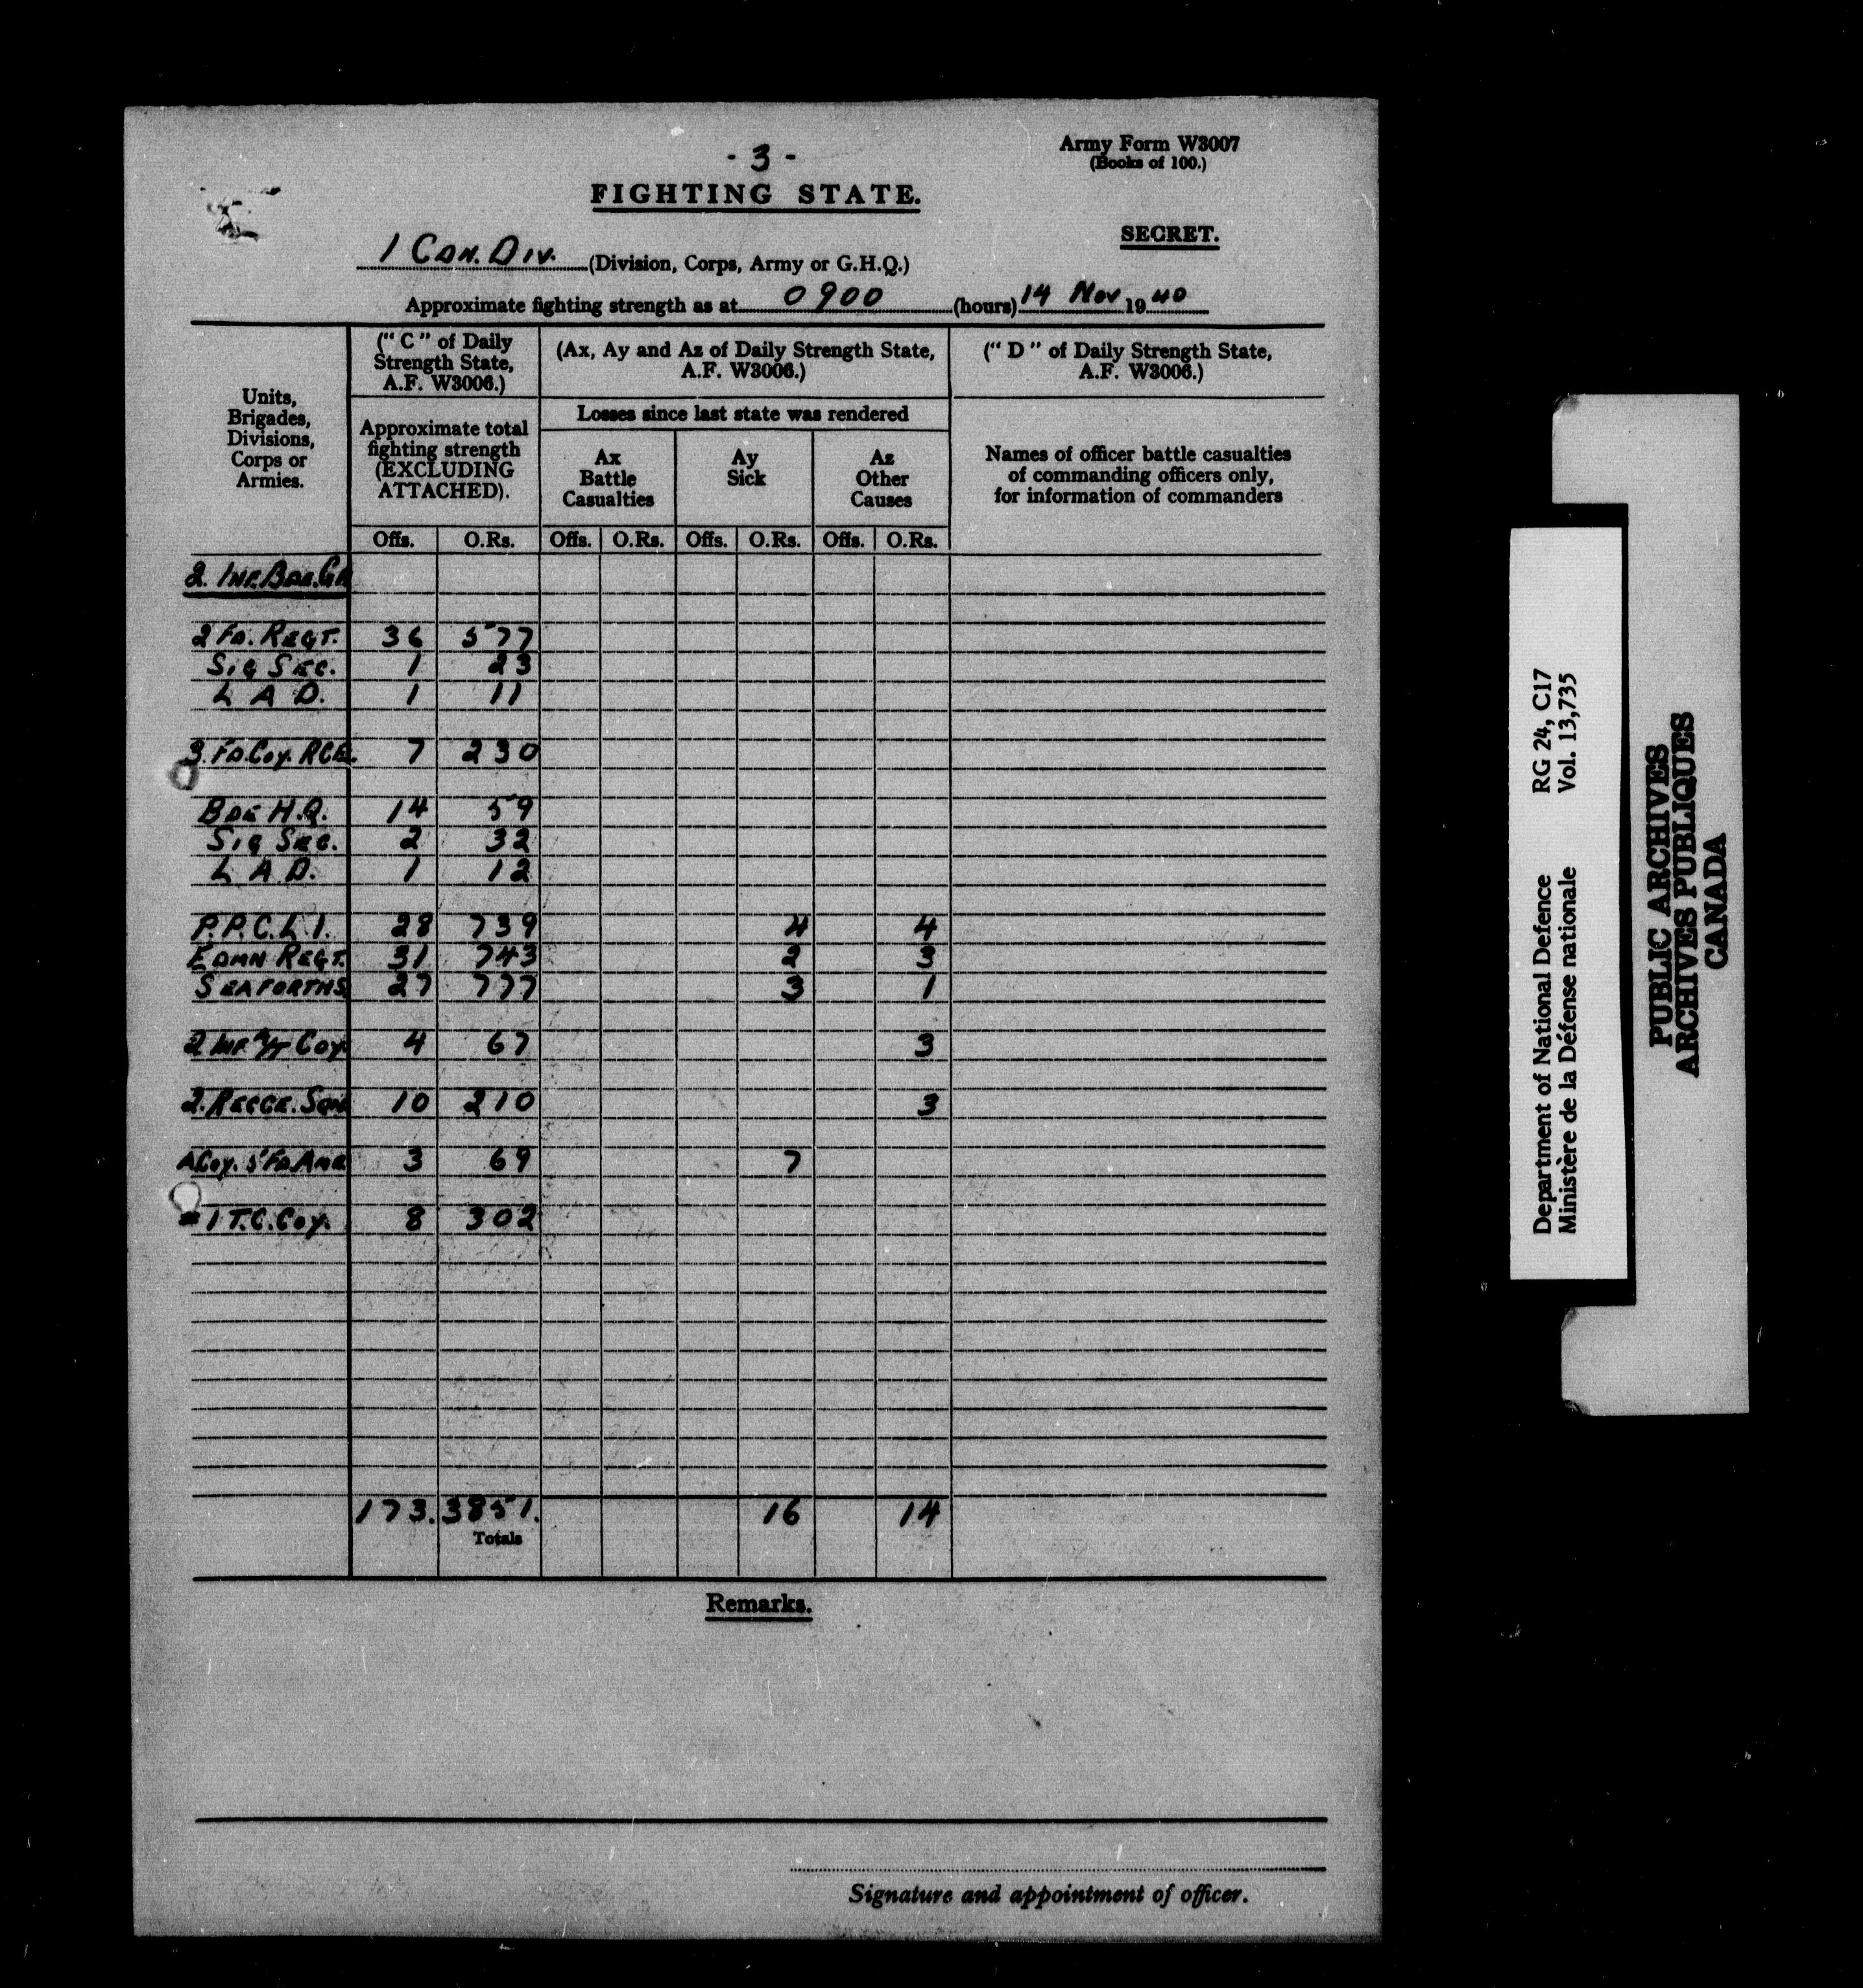 - 3 -
Army Form W3007
(Books of 100.)
FIGHTING STATE.
SECRET.
1 CDN. DIV. (Division, Corps, Army or G.H.Q.)
Approximate fighting strength as at 0900 (hours) 14 Nov 1940
Units, Brigades, Divisions, Corps or Armies.
("C" of Daily Strength State, A.F. W3006.)
(Ax, Ay and Az of Daily Strength State, A.F. W3006.)
("D" of Daily Strength State, A.F. W3006.)
Approximate total fighting strength (EXCLUDING ATTACHED).
Losses since last state was rendered
Ax Battle Casualties
Ay Sick
Az Other Causes
Names of officer battle casualties of commanding officers only, for information of commanders
Offs. O.Rs. Offs. O.Rs. Offs. O.Rs. Offs. O.Rs.
2. INF. BDE. GP
2 FD. REGT. 36 577
SIG SEC. 1 23
L A D. 1 11
3. FD. COY. RCE. 7 230
BDE H.Q. 14 59
SIG SEC. 2 32
L A.D. 1 12
P.P.C.L.I. 28 739 4 4
EDMN REGT. 31 743 2 3
SEAFORTHS 27 777 3 1
2 INF. A/T COY. 4 67 3
2. RECCE. SQN 10 210 3
A COY. 5 FD AMB 3 69 7
1 T.C. COY. 8 302
173. 3851. 16 14
Totals
Remarks.
Signature and appointment of officer.
Department of National Defence RG 24, C17
Ministère de la Défense nationale Vol. 13,735
PUBLIC ARCHIVES
ARCHIVES PUBLIQUES
CANADA